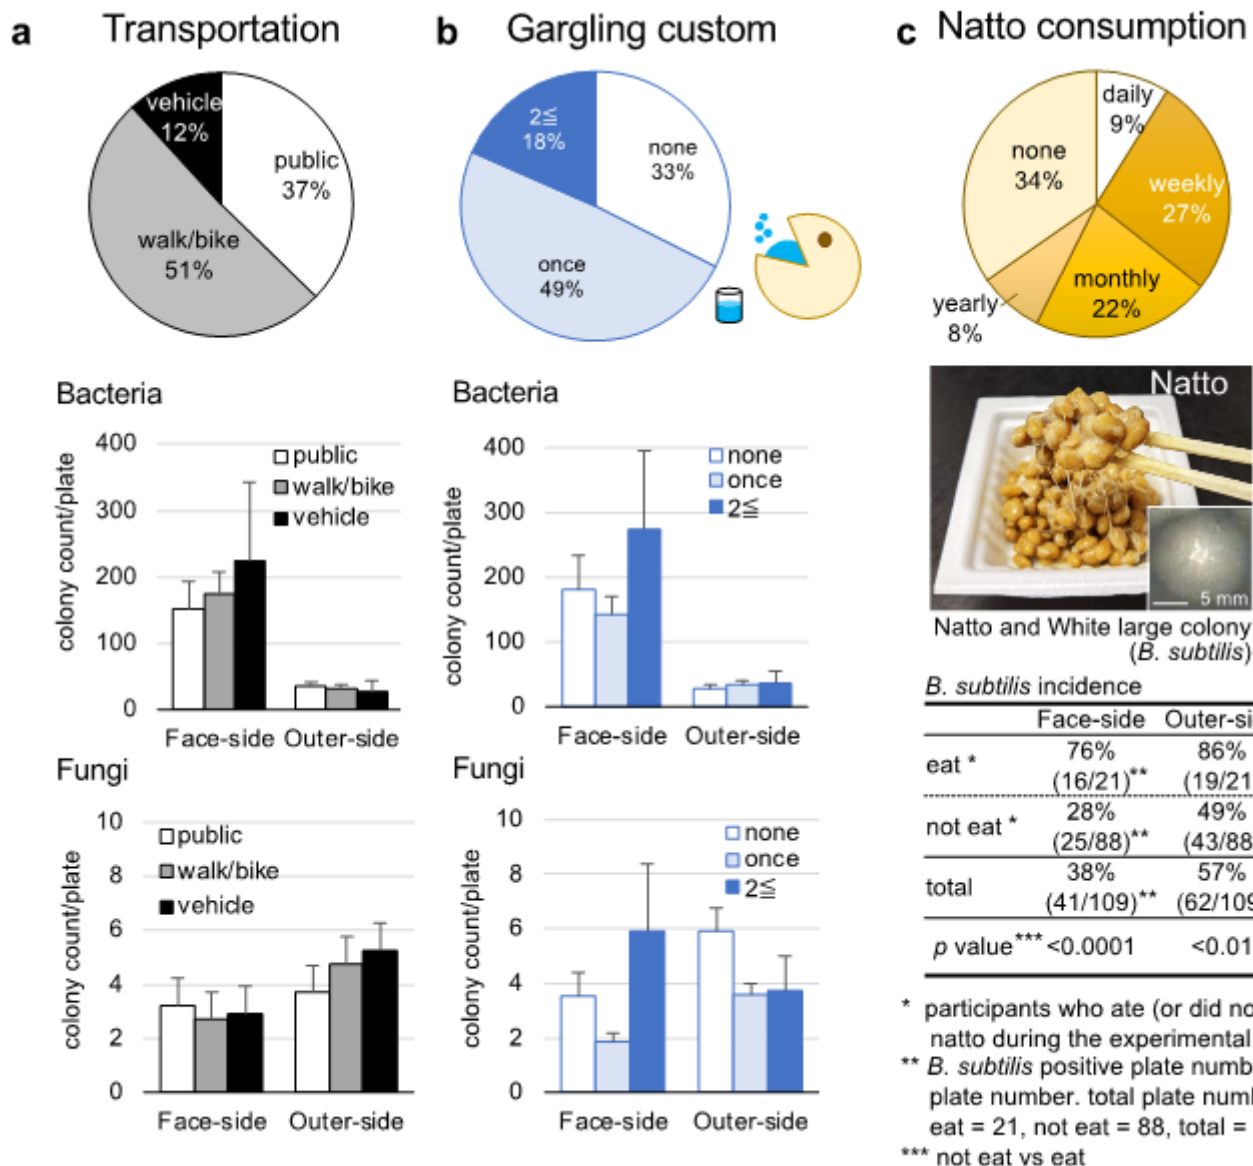 a Transportation
vehicle
12%
public
37%
walk/bike
51%
Bacteria
colony count/plate
400
300
200
100
0
public
walk/bike
vehicle
Face-side Outer-side
Fungi
colony count/plate
10
8
6
4
2
0
public
walk/bike
vehicle
Face-side Outer-side
b Gargling custom
2≦
18%
none
33%
once
49%
Bacteria
colony count/plate
400
300
200
100
0
none
once
2≦
Face-side Outer-side
Fungi
colony count/plate
10
8
6
4
2
0
none
once
2≦
Face-side Outer-side
c Natto consumption
daily
9%
none
34%
weekly
27%
monthly
22%
yearly
8%
Natto
5 mm
Natto and White large colony
(B. subtilis)
B. subtilis incidence
Face-side Outer-si
eat * 76% 86%
(16/21)** (19/21
not eat * 28% 49%
(25/88)** (43/88
total 38% 57%
(41/109)** (62/109
p value*** <0.0001 <0.01
* participants who ate (or did no
natto during the experimental
** B. subtilis positive plate numb
plate number. total plate numb
eat = 21, not eat = 88, total =
*** not eat vs eat